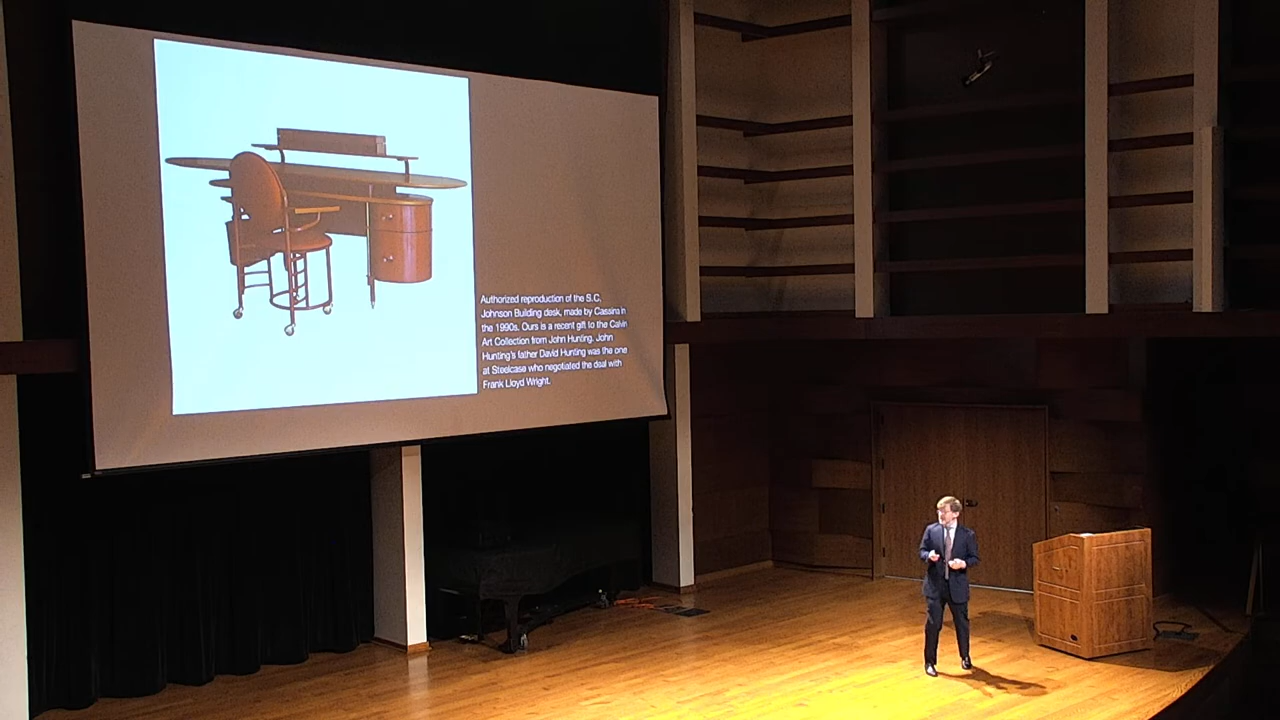 Authorized reproduction of the S.C.
Johnson Building desk, made by Cassina in
the 1990s. Ours is a recent gift to the Calvin
Art Collection from John Hunting. John
Hunting's father David Hunting was the one
at Steelcase who negotiated the deal with
Frank Lloyd Wright.